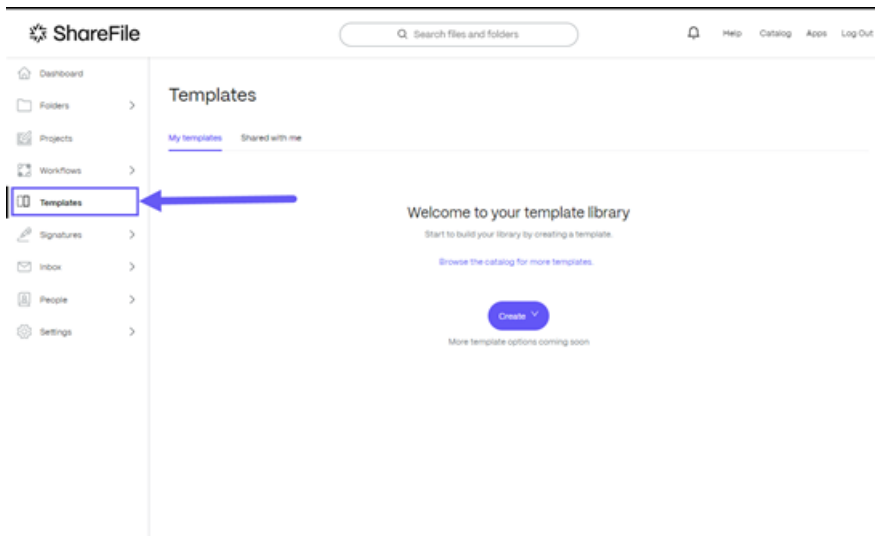 ShareFile
Search files and folders
Help Catalog Apps Log Out
Dashboard
Folders
Projects
Workflows
Templates
Signatures
Inbox
People
Settings
Templates
My templates Shared with me
Welcome to your template library
Start to build your library by creating a template.
Browse the catalog for more templates.
Create
More template options coming soon